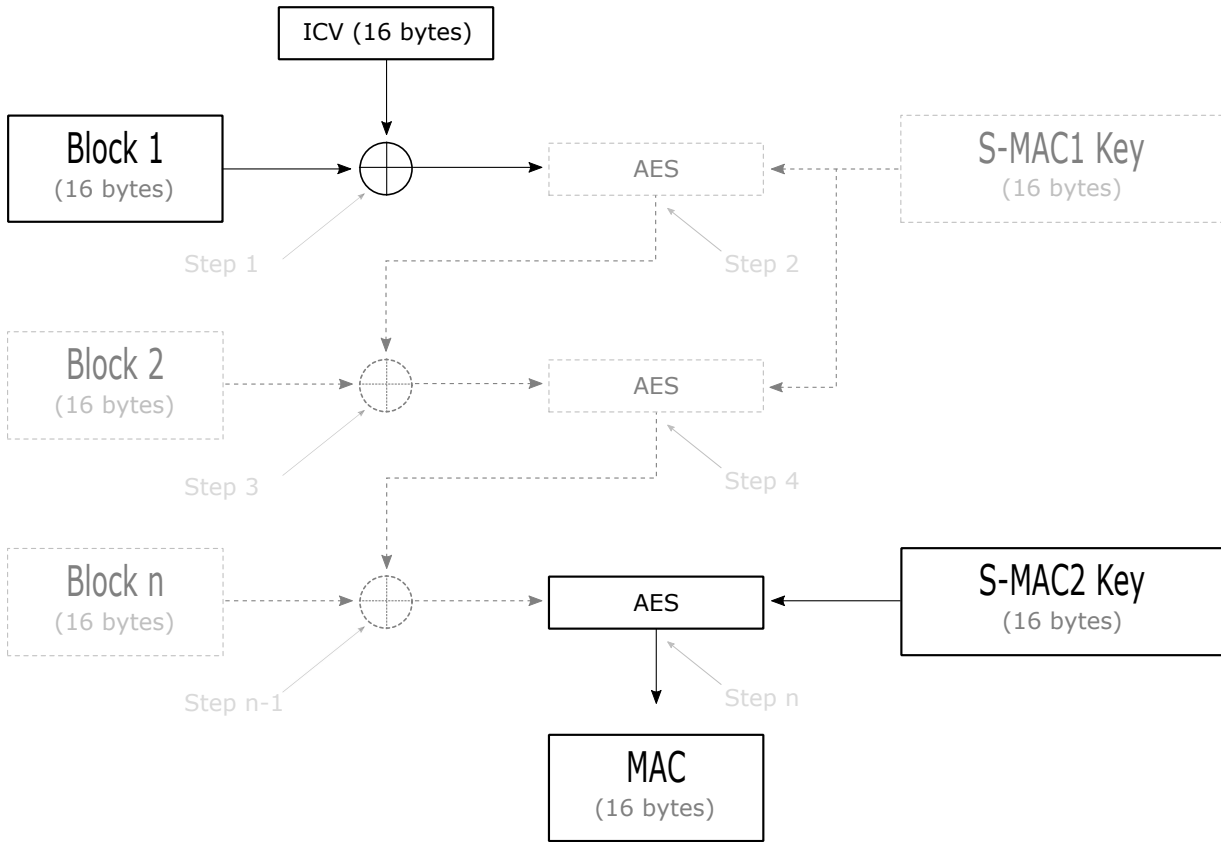 ICV (16 bytes)
Block 1
(16 bytes)
AES
S-MAC1 Key
(16 bytes)
Step 1
Step 2
Block 2
(16 bytes)
AES
Step 3
Step 4
Block n
(16 bytes)
AES
S-MAC2 Key
(16 bytes)
Step n-1
Step n
MAC
(16 bytes)